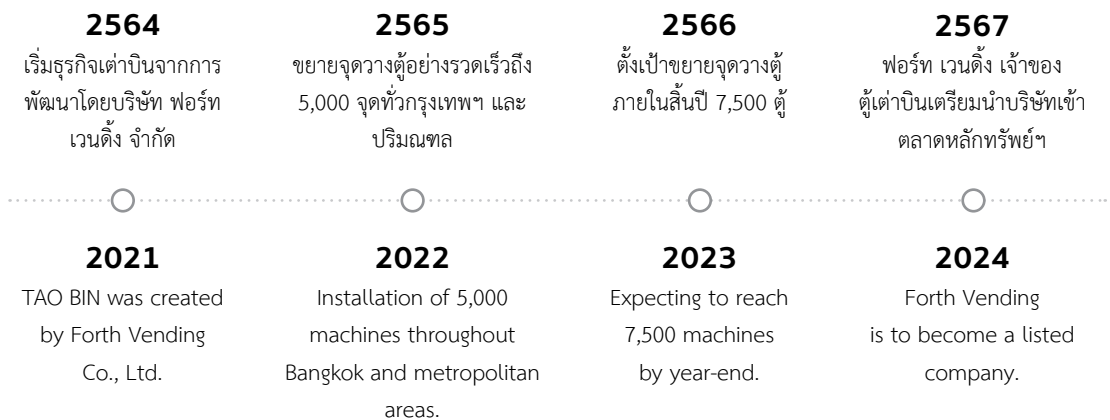 2564
เริ่มธุรกิจเต่าบินจากการ
พัฒนาโดยบริษัท ฟอร์ท
เวนดิ้ง จำกัด
2565
ขยายจุดวางตู้อย่างรวดเร็วถึง
5,000 จุดทั่วกรุงเทพฯ และ
ปริมณฑล
2566
ตั้งเป้าขยายจุดวางตู้
ภายในสิ้นปี 7,500 ตู้
2567
ฟอร์ท เวนดิ้ง เจ้าของ
ตู้เต่าบินเตรียมนำบริษัทเข้า
ตลาดหลักทรัพย์ฯ
2021
TAO BIN was created
by Forth Vending
Co., Ltd.
2022
Installation of 5,000
machines throughout
Bangkok and metropolitan
areas.
2023
Expecting to reach
7,500 machines
by year-end.
2024
Forth Vending
is to become a listed
company.